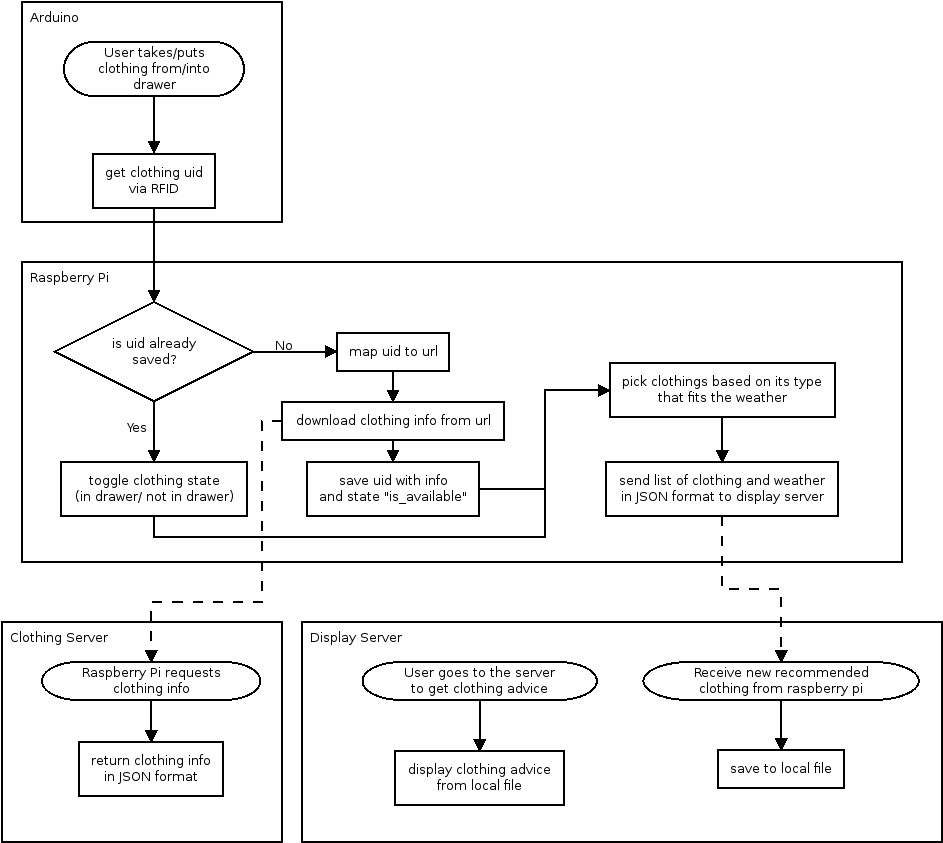 Arduino
User takes/puts
clothing from/into
drawer
get clothing uid
via RFID
Raspberry Pi
is uid already
saved?
No
Yes
map uid to url
download clothing info from url
toggle clothing state
(in drawer/ not in drawer)
save uid with info
and state "is_available"
pick clothings based on its type
that fits the weather
send list of clothing and weather
in JSON format to display server
Clothing Server
Raspberry Pi requests
clothing info
return clothing info
in JSON format
Display Server
User goes to the server
to get clothing advice
display clothing advice
from local file
Receive new recommended
clothing from raspberry pi
save to local file